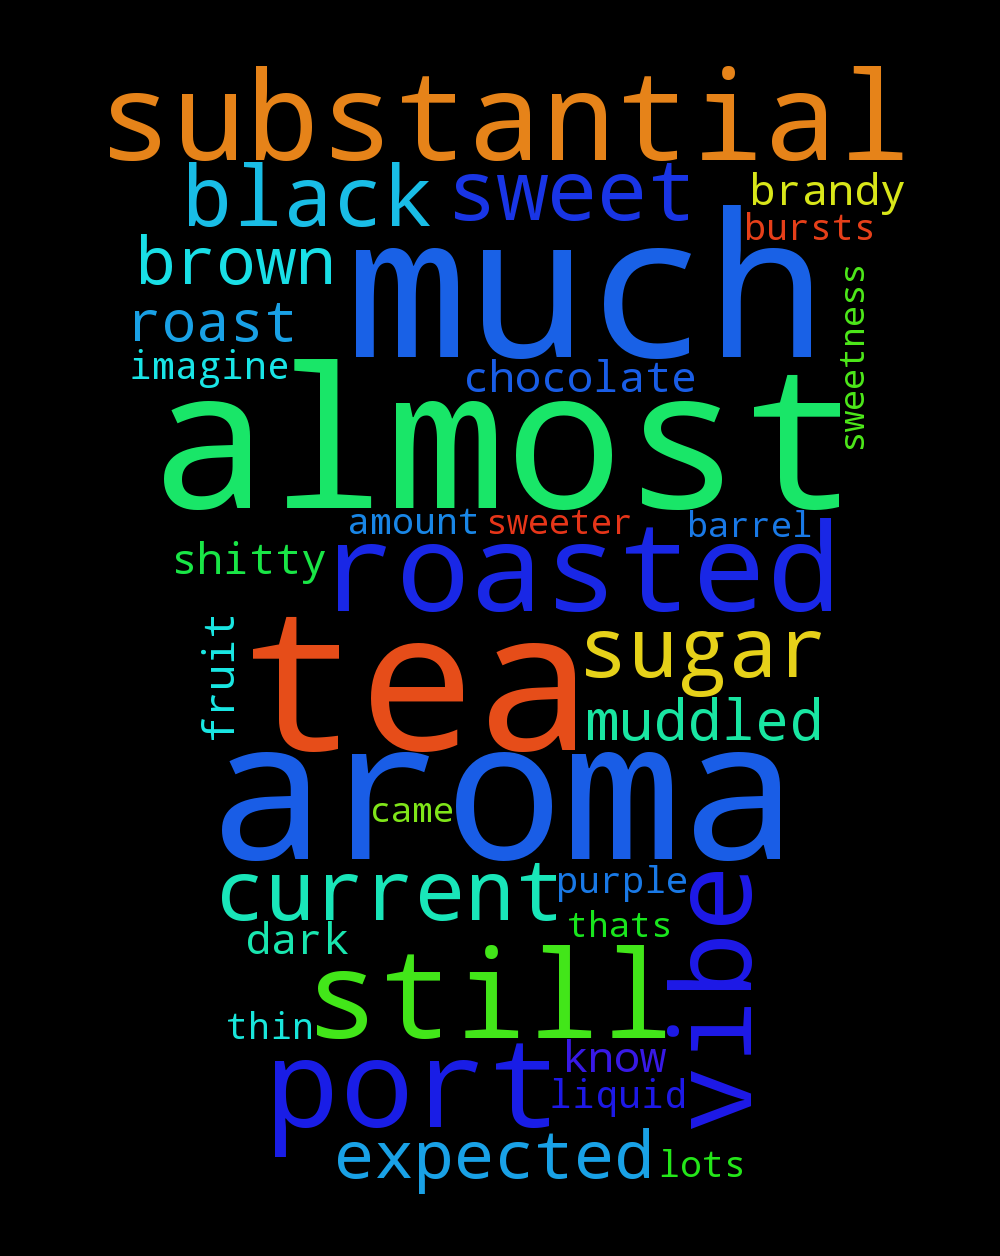 substantial
black sweet brandy
bursts
brown much
roast
imagine chocolate sweetness
almost
amount sweeter barrel
shitty roasted
fruit tea sugar
muddled
aroma
came
current purple
dark thats
still vibe
thin
port know
liquid
expected lots